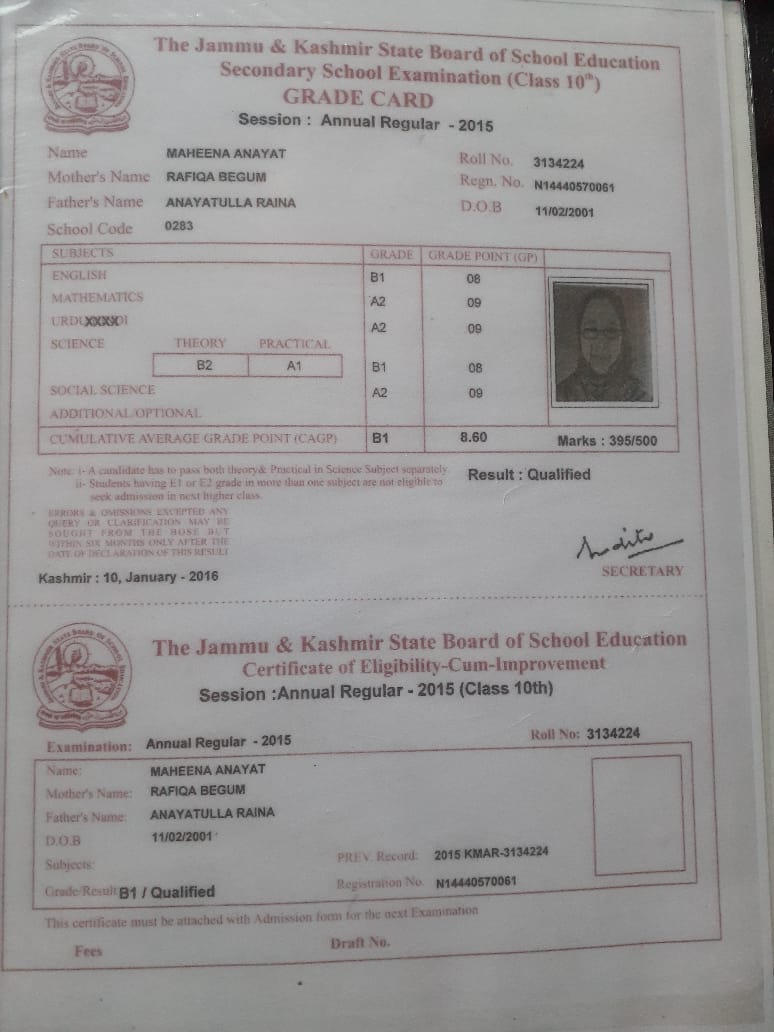 The Jammu & Kashmir State Board of School Education
Secondary School Examination (Class 10th)
GRADE CARD
Session : Annual Regular - 2015
Name MAHEENA ANAYAT Roll No. 3134224
Mother's Name RAFIQA BEGUM Regn. No. N14440570061
Father's Name ANAYATULLA RAINA D.O.B 11/02/2001
School Code 0283
SUBJECTS GRADE GRADE POINT (GP)
ENGLISH B1 08
MATHEMATICS A2 09
URDU XXXX DI A2 09
SCIENCE THEORY PRACTICAL
B2 A1 B1 08
SOCIAL SCIENCE A2 09
ADDITIONAL/OPTIONAL
CUMULATIVE AVERAGE GRADE POINT (CAGP) B1 8.60 Marks : 395/500
Note: i- A candidate has to pass both theory& Practical in Science Subject separately.
ii- Students having E1 or E2 grade in more than one subject are not eligible to
seek admission in next higher class.
Result : Qualified
ERRORS & OMISSIONS EXCEPTED ANY
QUERY OR CLARIFICATION MAY BE
SOUGHT FROM THE BOSE BUT
WITHIN SIX MONTHS ONLY AFTER THE
DATE OF DECLARATION OF THIS RESULT
Kashmir : 10, January - 2016
SECRETARY
The Jammu & Kashmir State Board of School Education
Certificate of Eligibility-Cum-Improvement
Session :Annual Regular - 2015 (Class 10th)
Examination: Annual Regular - 2015 Roll No: 3134224
Name: MAHEENA ANAYAT
Mother's Name: RAFIQA BEGUM
Father's Name: ANAYATULLA RAINA
D.O.B 11/02/2001
Subjects: PREV. Record: 2015 KMAR-3134224
Grade/Result B1 / Qualified Registration No. N14440570061
This certificate must be attached with Admission form for the next Examination
Fees Draft No.